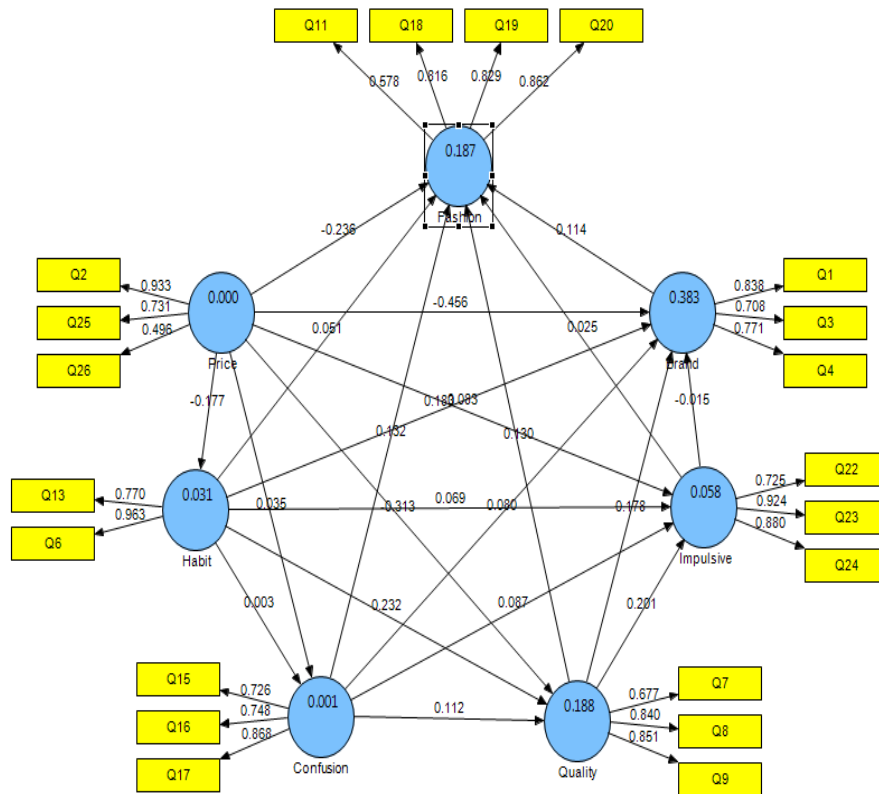 Q11 Q18 Q19 Q20
0.578 0.816 0.829 0.862
0.187
Fashion
-0.236 0.114
Q2 Q1
0.933 0.000 0.383 0.838
Q25 0.731 -0.456 0.708 Q3
0.496 0.051 0.025 0.771
Q26 Price Brand Q4
-0.177 0.083 -0.015
0.132 0.130
Q13 0.770 0.031 0.035 -0.313 0.069 0.080 0.178 0.058 0.725 Q22
Q6 0.963 0.924 Q23
Habit Impulsive 0.880 Q24
0.003 0.232 0.087 0.201
Q15 0.726 0.677 Q7
Q16 0.748 0.001 0.112 0.188 0.840 Q8
0.868 0.851
Q17 Confusion Quality Q9